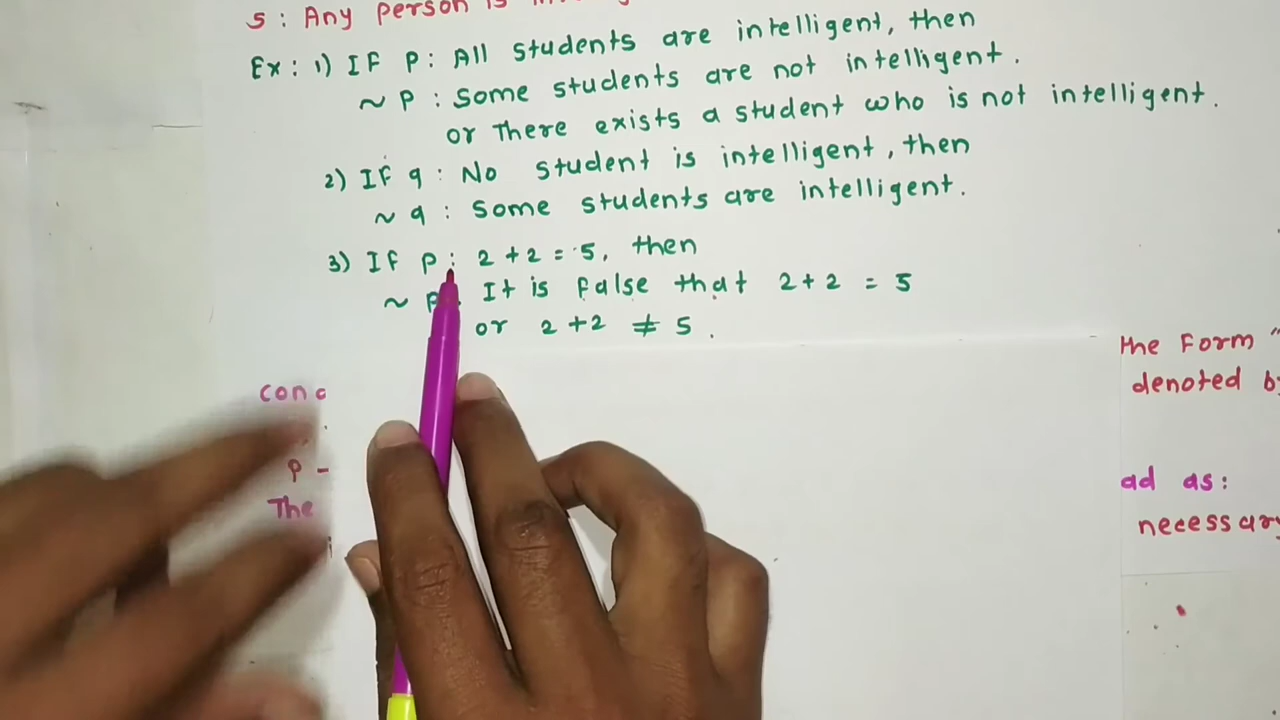 5: Any person is
Ex: 1) IF P: All students are intelligent, then
~ P : Some students are not intelligent.
or There exists a student who is not intelligent.
2) If q : No student is intelligent, then
~ q : Some students are intelligent.
3) If P: 2+2=5, then
~ P: It is false that 2+2 = 5
or 2+2 ≠ 5.
the Form "
denoted
P -
The
ad as:
necessary